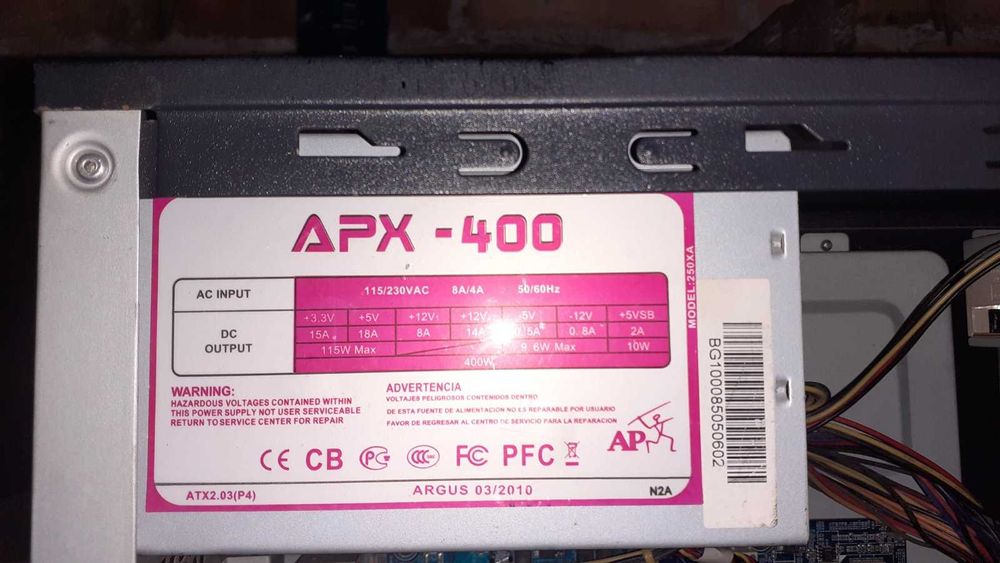 APX - 400
AC INPUT 115/230VAC 8A/4A 50/60Hz
DC OUTPUT
+3.3V +5V +12V1 +12V -5V -12V +5VSB
15A 18A 8A 14A 0.8A 2A
115W Max 9.6W Max 10W
400W
MODEL:250XA
WARNING:
HAZARDOUS VOLTAGES CONTAINED WITHIN
THIS POWER SUPPLY NOT USER SERVICEABLE
RETURN TO SERVICE CENTER FOR REPAIR
ADVERTENCIA
VOLTAJES PELIGROSOS CONTENIDOS DENTRO
DE ESTA FUENTE DE ALIMENTACION NO ES REPARABLE POR USUARIO
FAVOR DE REGRESAR AL CENTRO DE SERVICIO PARA LA REPARACION
AP
CE CB PC CCC FC PFC
ATX2.03(P4) ARGUS 03/2010 N2A
BG100085050602